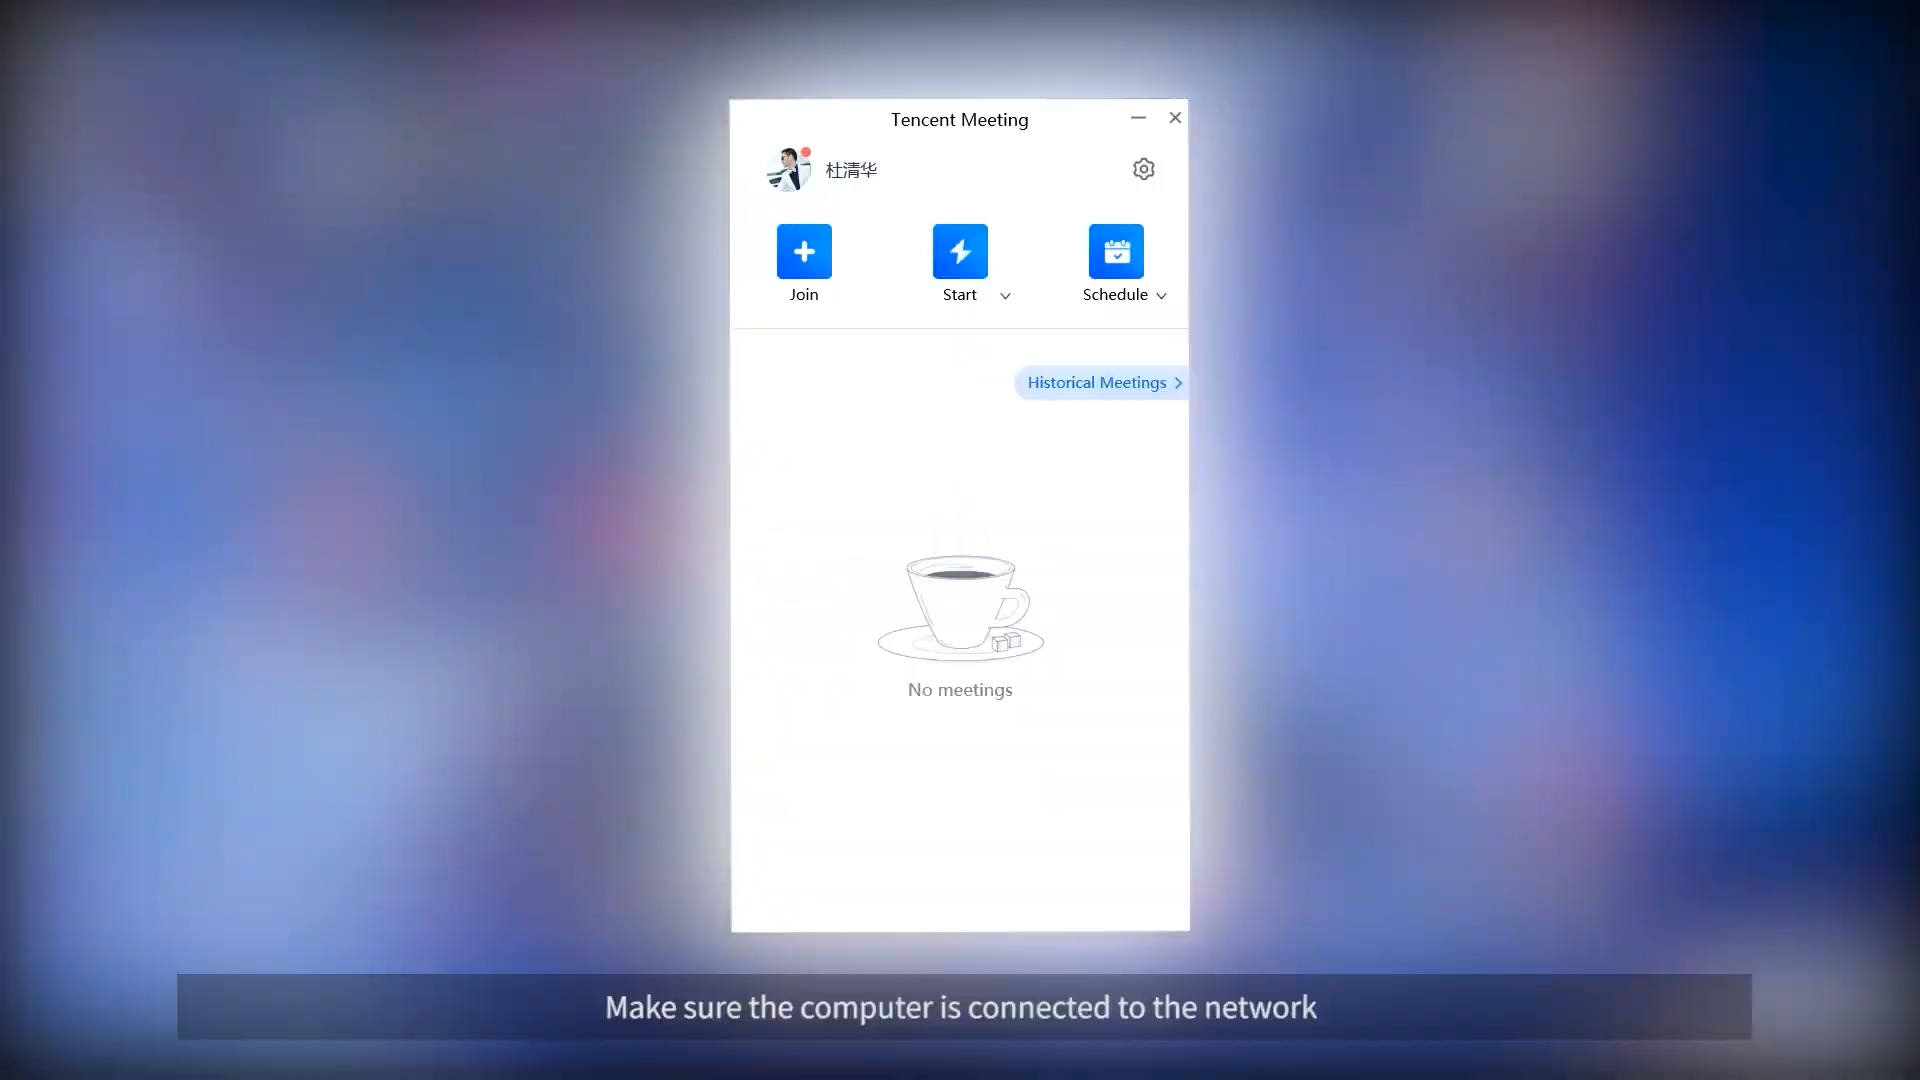 Tencent Meeting
杜清华
Join
Start
Schedule
Historical Meetings
No meetings
Make sure the computer is connected to the network